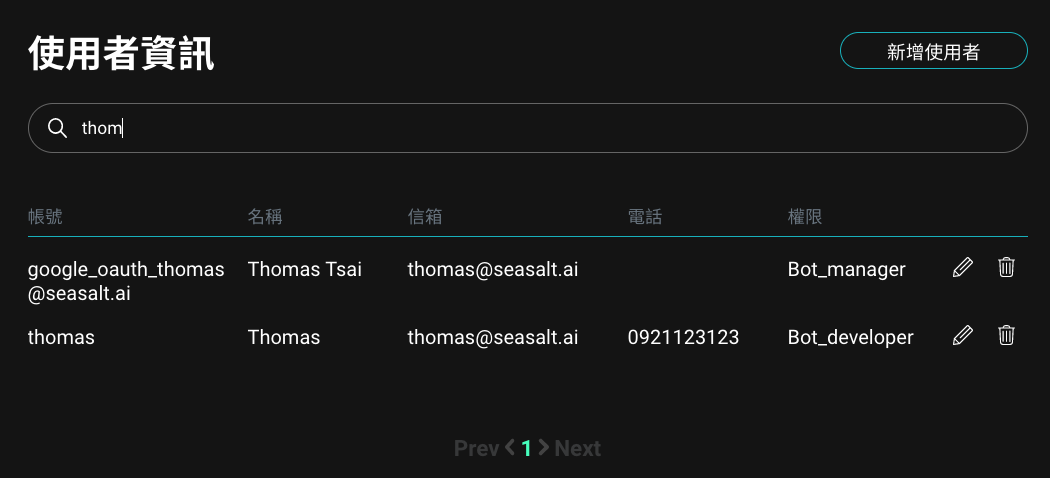 使用者資訊
新增使用者
thom
帳號 名稱 信箱 電話 權限
google_oauth_thomas Thomas Tsai thomas@seasalt.ai Bot_manager
@seasalt.ai
thomas Thomas thomas@seasalt.ai 0921123123 Bot_developer
Prev 1 Next